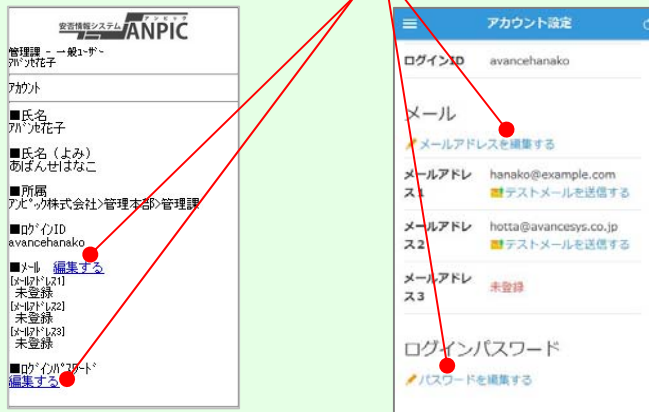 安否情報システム ANPIC
アンピック
管理課 - 一般ﾕｰｻﾞｰ
ｱﾊﾞﾝｾ花子
ｱｶｳﾝﾄ
■氏名
ｱﾊﾞﾝｾ花子
■氏名（よみ）
あばんせはなこ
■所属
ｱﾝﾋﾟｯｸ株式会社>管理本部>管理課
■ﾛｸﾞｲﾝID
avancehanako
■ﾒｰﾙ 編集する
[ﾒｰﾙｱﾄﾞﾚｽ1]
未登録
[ﾒｰﾙｱﾄﾞﾚｽ2]
未登録
[ﾒｰﾙｱﾄﾞﾚｽ3]
未登録
■ﾛｸﾞｲﾝﾊﾟｽﾜｰﾄﾞ
編集する
アカウント設定
ログインID avancehanako
メール
メールアドレスを編集する
メールアドレ hanako@example.com
ス1 テストメールを送信する
メールアドレ hotta@avancesys.co.jp
ス2 テストメールを送信する
メールアドレ 未登録
ス3
ログインパスワード
パスワードを編集する